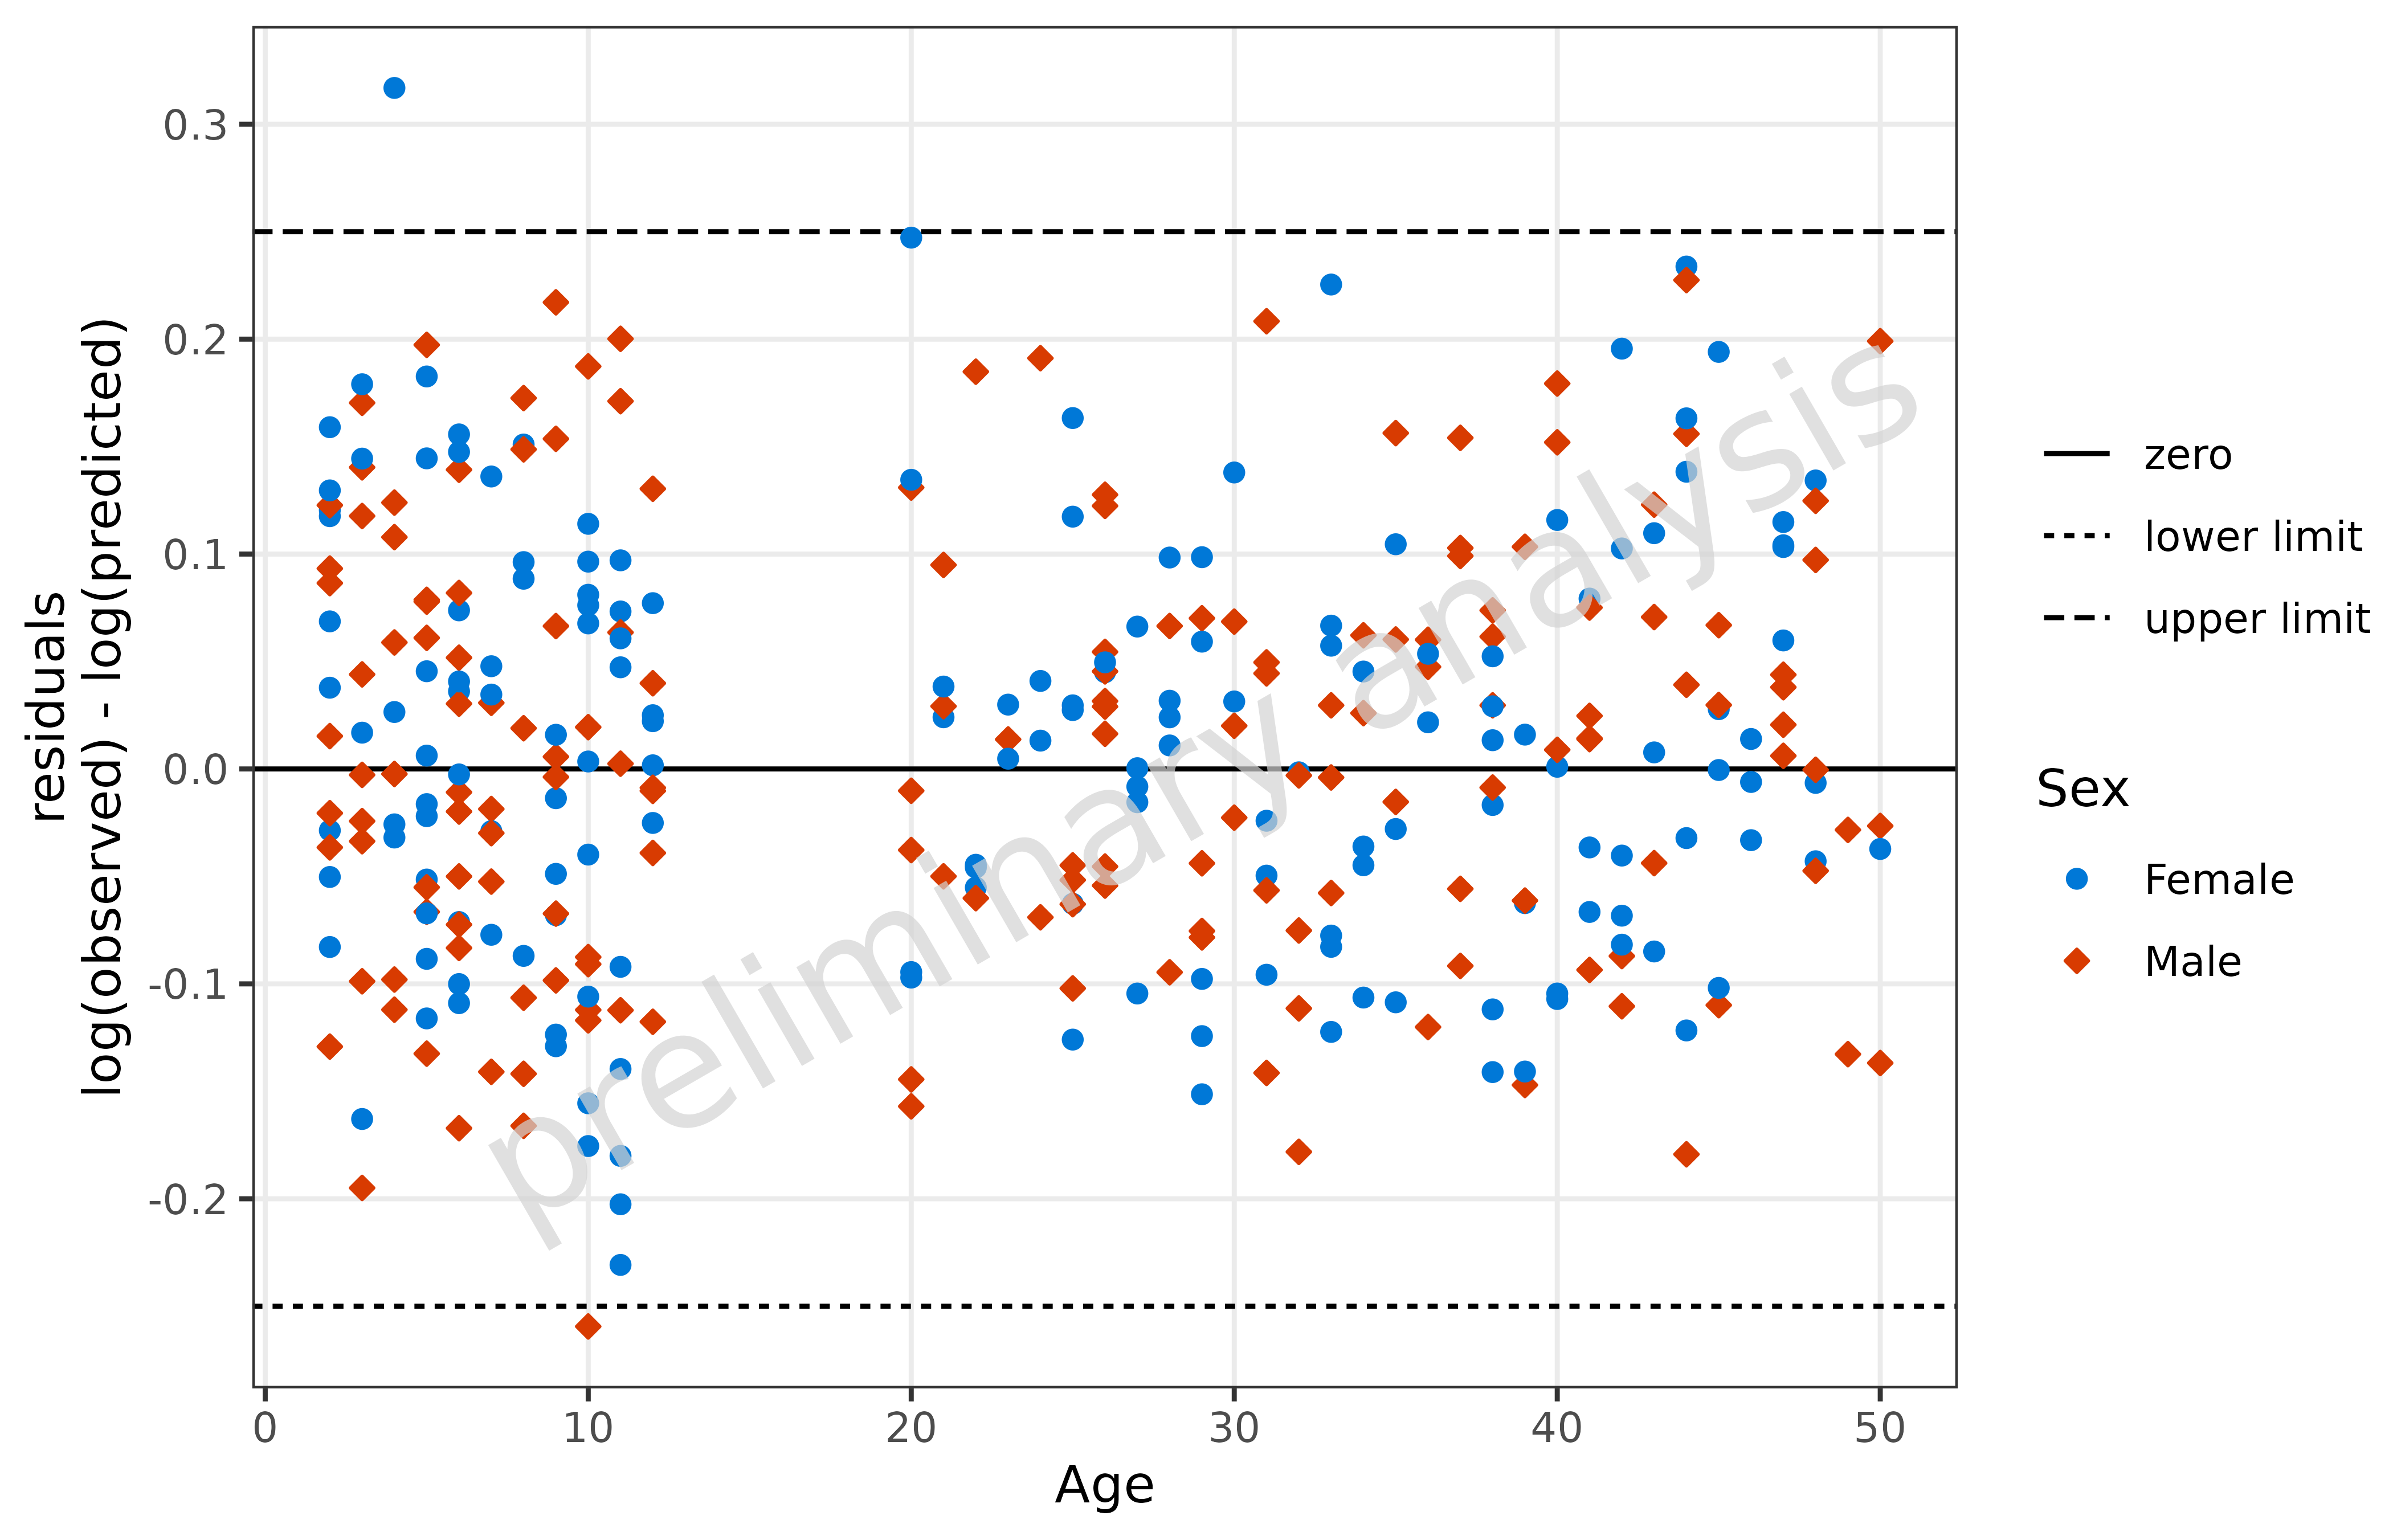 residuals
log(observed) - log(predicted)
0.3
0.2
0.1
0.0
-0.1
-0.2
0
10
20
30
40
50
Age
preliminary analysis
zero
lower limit
upper limit
Sex
Female
Male